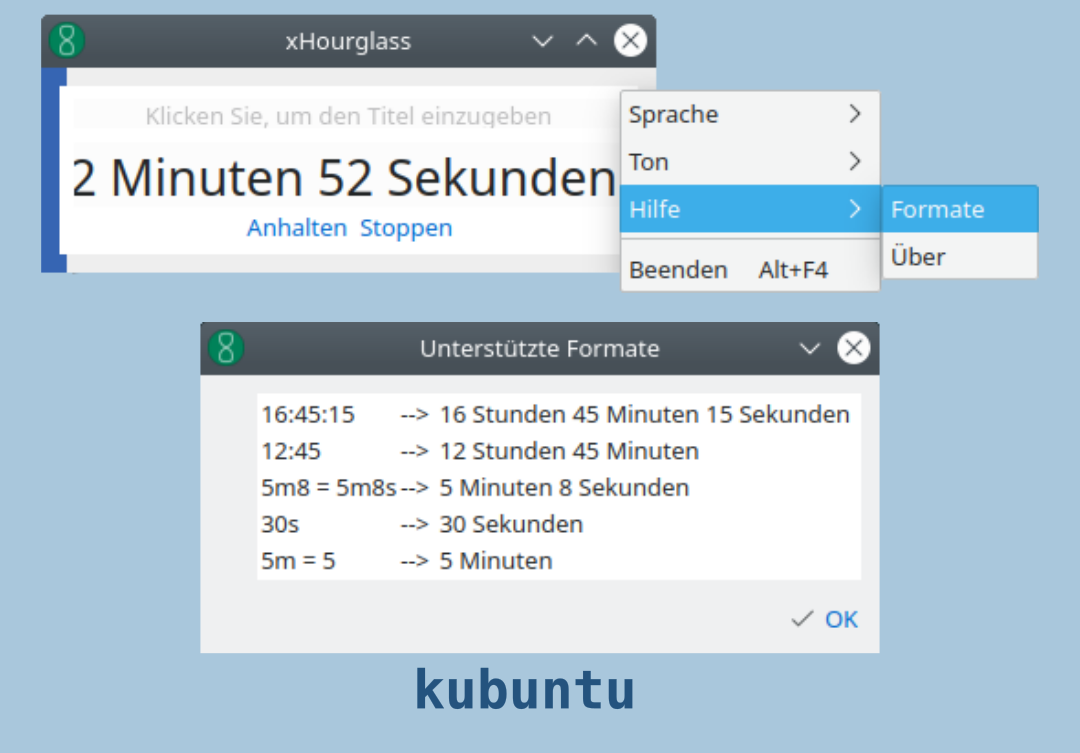 xHourglass
Klicken Sie, um den Titel einzugeben
2 Minuten 52 Sekunden
Anhalten Stoppen
Sprache
Ton
Hilfe
Beenden Alt+F4
Formate
Über
Unterstützte Formate
16:45:15 --> 16 Stunden 45 Minuten 15 Sekunden
12:45 --> 12 Stunden 45 Minuten
5m8 = 5m8s --> 5 Minuten 8 Sekunden
30s --> 30 Sekunden
5m = 5 --> 5 Minuten
OK
kubuntu